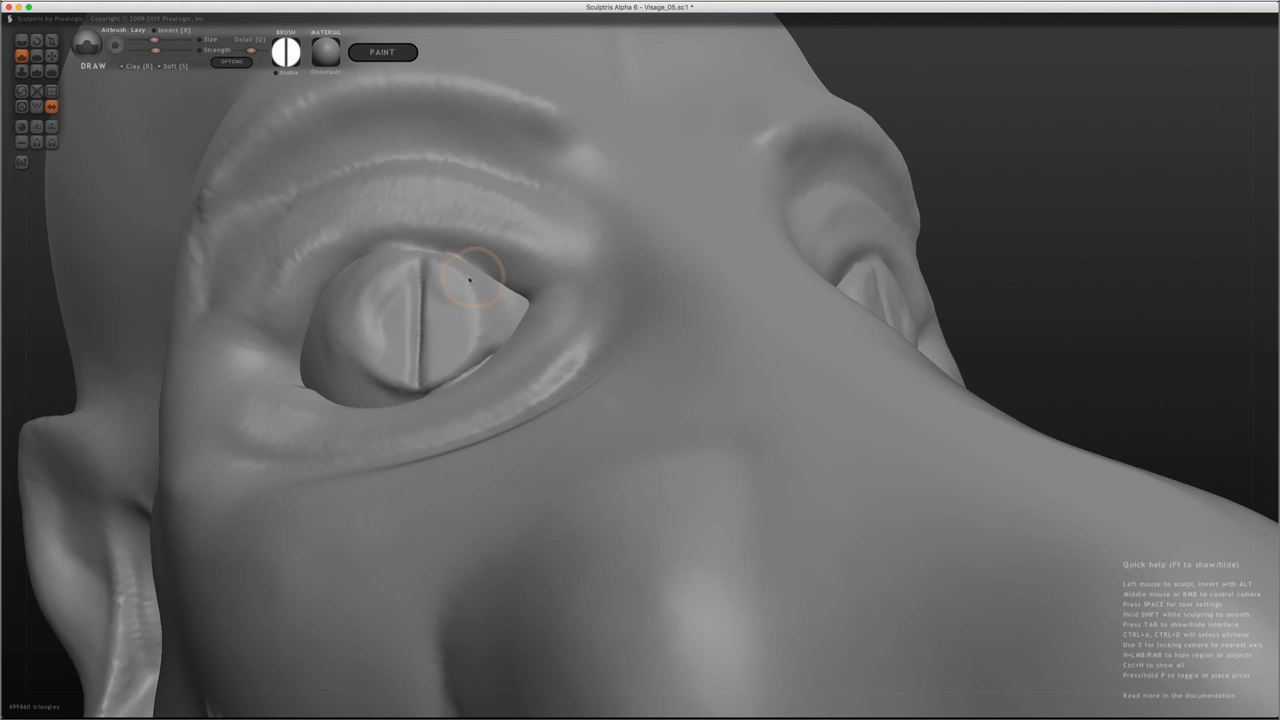 Sculptris Alpha 6 - Visage_05.sc1 *
Sculptris by Pixologic, Copyright © 2009-2015 Pixologic, Inc
Airbrush Lazy Invert [X]
Size Detail [Q]
Strength
DRAW Clay [D] Soft [S] OPTIONS
BRUSH
Enable
MATERIAL
00default
PAINT
Quick help (F1 to show/hide)
Left mouse to sculpt, invert with ALT
Middle mouse or RMB to control camera
Press SPACE for tool settings
Hold SHIFT while sculpting to smooth
Press TAB to show/hide interface
CTRL+A, CTRL+D will select all/none
Use Z for locking camera to nearest axis
H+LMB/RMB to hide region or objects
Ctrl+H to show all
Press/hold P to toggle or place pivot
Read more in the documentation
699860 triangles